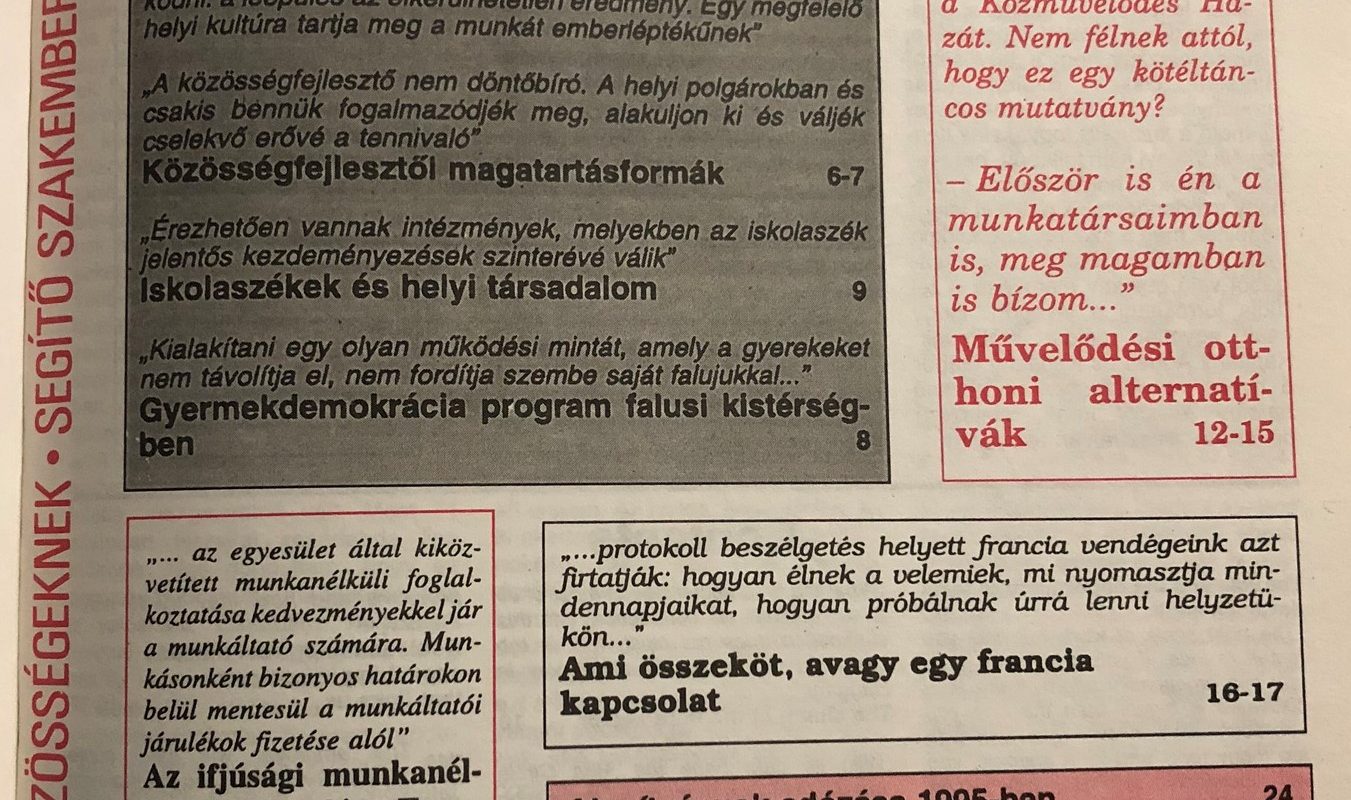 helyi kultúra tartja meg a munkát emberléptékűnek”
„A közösségfejlesztő nem döntőbíró. A helyi polgárokban és
csakis bennük fogalmazódjék meg, alakuljon ki és váljék
cselekvő erővé a tennivaló”
Közösségfejlesztői magatartásformák 6-7
„Érezhetően vannak intézmények, melyekben az iskolaszék
jelentős kezdeményezések szinterévé válik”
Iskolaszékek és helyi társadalom 9
„Kialakítani egy olyan működési mintát, amely a gyerekeket
nem távolítja el, nem fordítja szembe saját falujukkal...”
Gyermekdemokrácia program falusi kistérség-
ben 8
a Közművelődés Há-
zát. Nem félnek attól,
hogy ez egy kötéltán-
cos mutatvány?
– Először is én a
munkatársaimban
is, meg magamban
is bízom...”
Művelődési ott-
honi alternatí-
vák 12-15
„... az egyesület által kiköz-
vetített munkanélküli foglal-
koztatása kedvezményekkel jár
a munkáltató számára. Mun-
kásonként bizonyos határokon
belül mentesül a munkáltatói
járulékok fizetése alól”
Az ifjúsági munkanél-
„...protokoll beszélgetés helyett francia vendégeink azt
firtatják: hogyan élnek a velemiek, mi nyomasztja min-
dennapjaikat, hogyan próbálnak úrrá lenni helyzetü-
kön...”
Ami összeköt, avagy egy francia
kapcsolat 16-17
1995-ben 24
ZÖSSÉGEKNEK • SEGÍTŐ SZAKEMBER